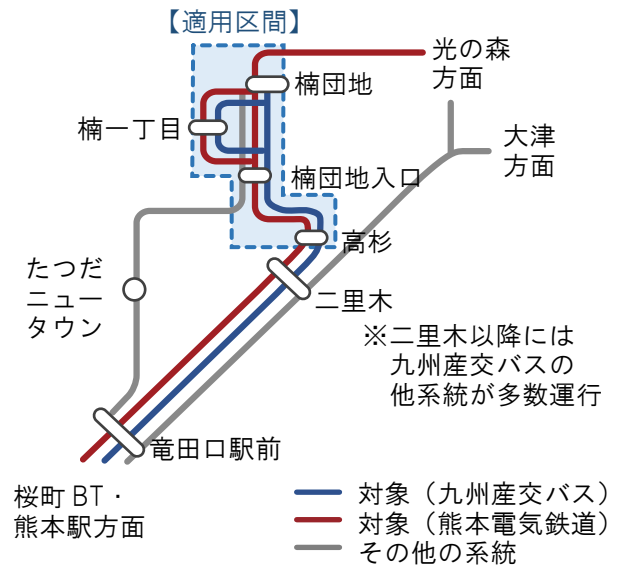 【適用区間】
光の森
方面
楠団地
楠一丁目
大津
方面
楠団地入口
高杉
たつだ
ニュー
タウン
二里木
※二里木以降には
九州産交バスの
他系統が多数運行
竜田口駅前
桜町BT・
熊本駅方面
対象（九州産交バス）
対象（熊本電気鉄道）
その他の系統